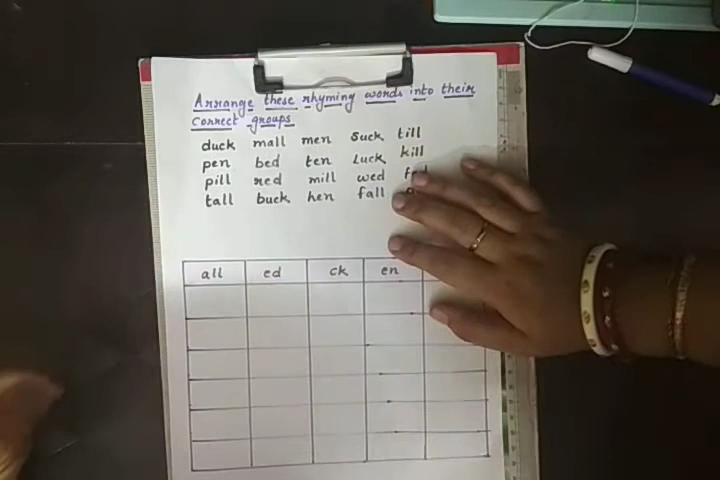 Arrange these rhyming words into their
correct groups
duck mall men suck till
pen bed ten Luck kill
pill red mill wed
tall buck hen fall
all ed ck en